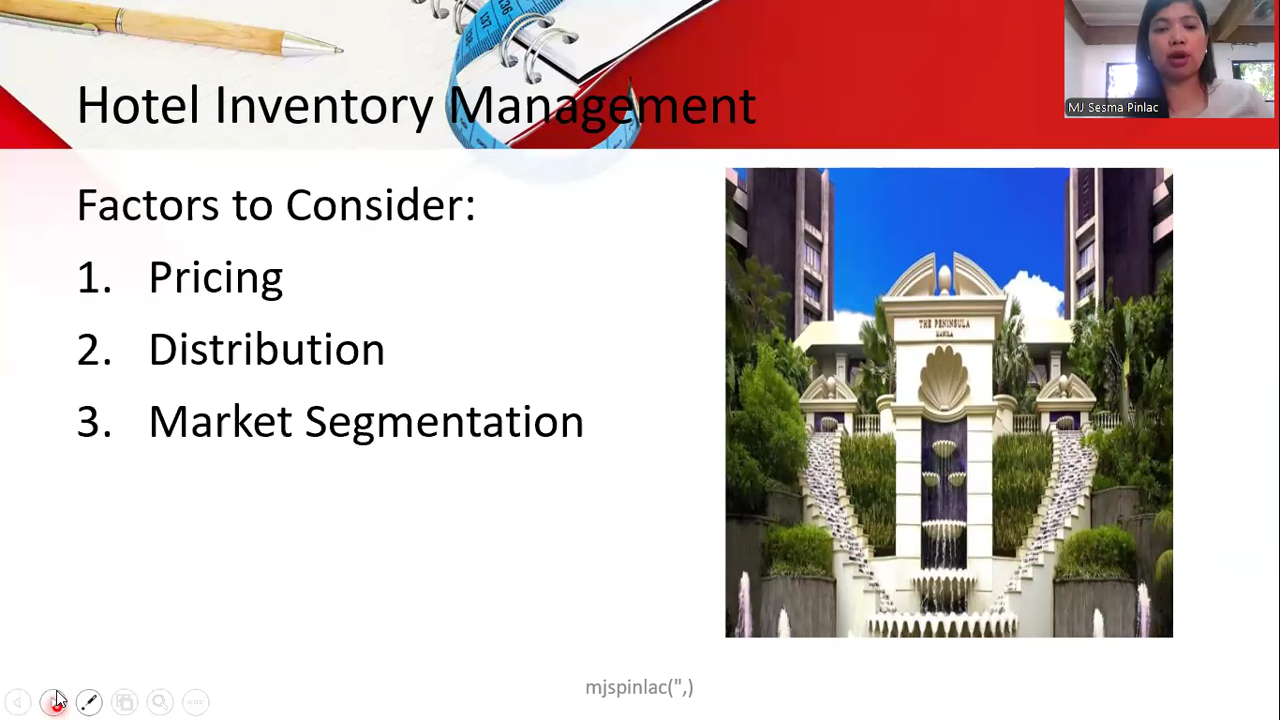 Hotel Inventory Management
MJ Sesma Pinlac
Factors to Consider:
1. Pricing
2. Distribution
3. Market Segmentation
THE PENINSULA
MANILA
mjspinlac(",)